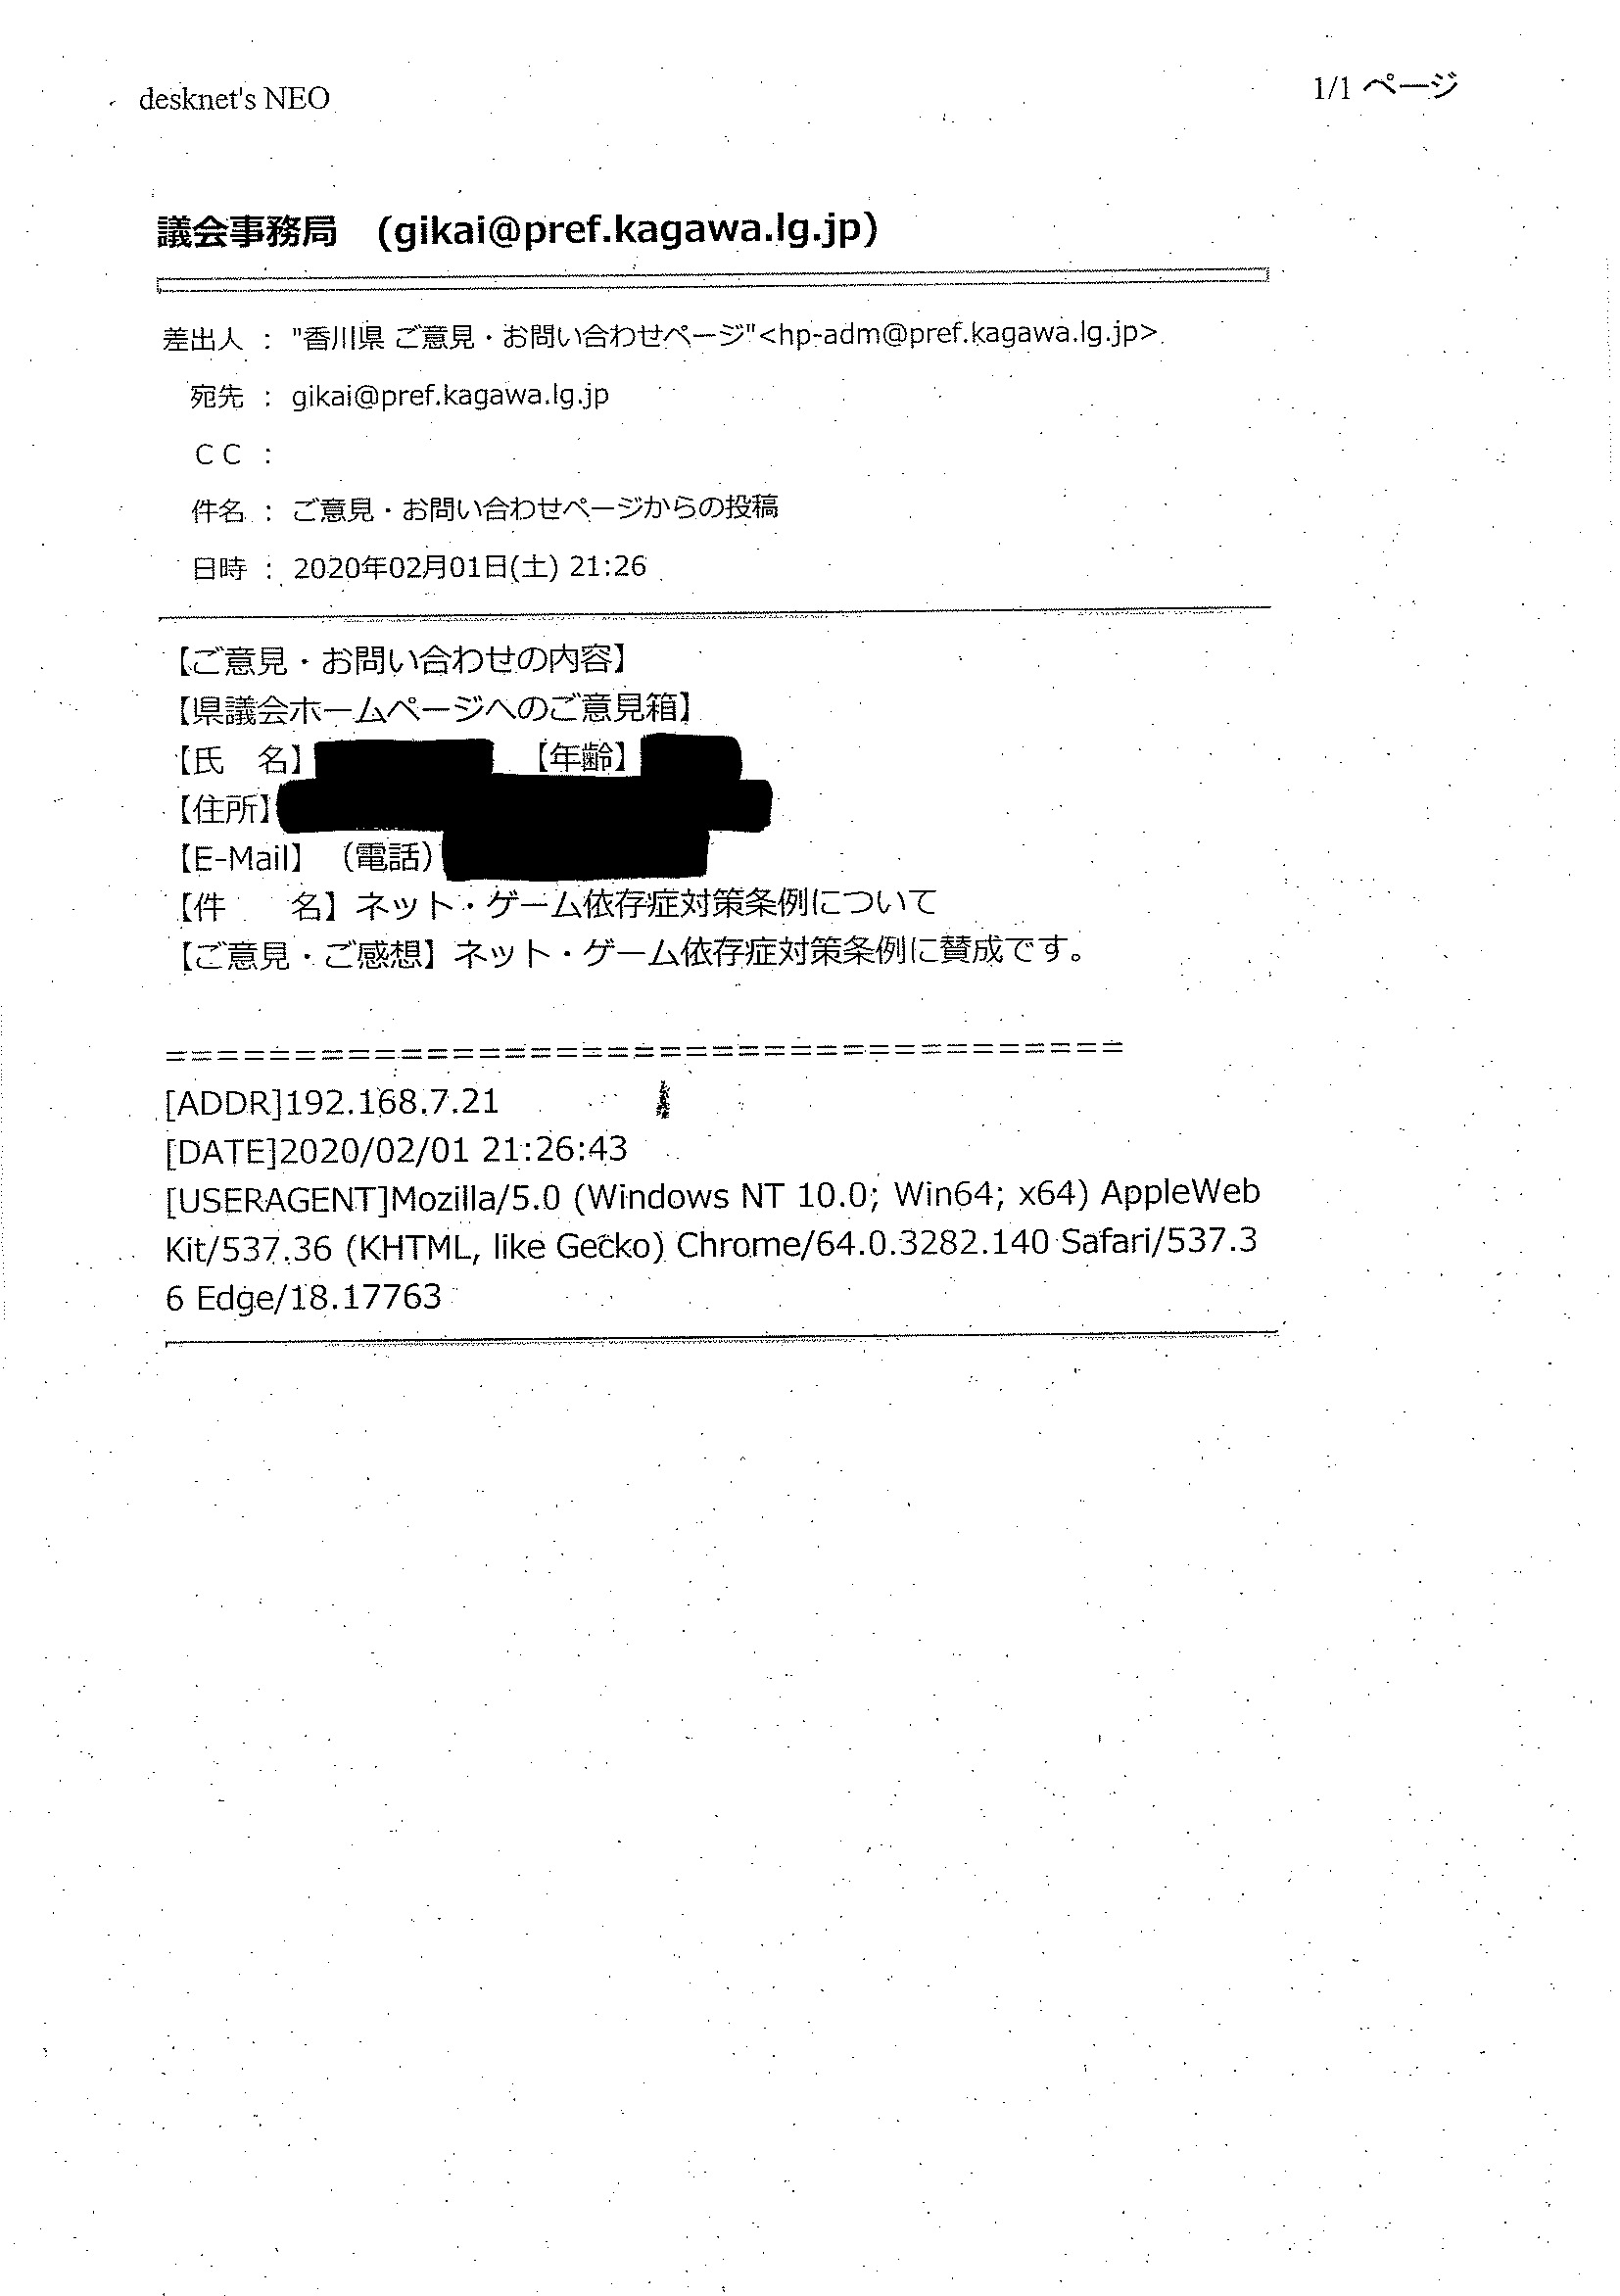 desknet's NEO
1/1 ページ
議会事務局 (gikai@pref.kagawa.lg.jp)
差出人 : "香川県 ご意見・お問い合わせページ"<hp-adm@pref.kagawa.lg.jp>
宛先 : gikai@pref.kagawa.lg.jp
ＣＣ :
件名 : ご意見・お問い合わせページからの投稿
日時 : 2020年02月01日(土) 21:26
【ご意見・お問い合わせの内容】
【県議会ホームページへのご意見箱】
【氏　名】 【年齢】
【住所】
【E-Mail】（電話）
【件　　名】ネット・ゲーム依存症対策条例について
【ご意見・ご感想】ネット・ゲーム依存症対策条例に賛成です。
=====================================
[ADDR]192.168.7.21
[DATE]2020/02/01 21:26:43
[USERAGENT]Mozilla/5.0 (Windows NT 10.0; Win64; x64) AppleWeb
Kit/537.36 (KHTML, like Gecko) Chrome/64.0.3282.140 Safari/537.3
6 Edge/18.17763